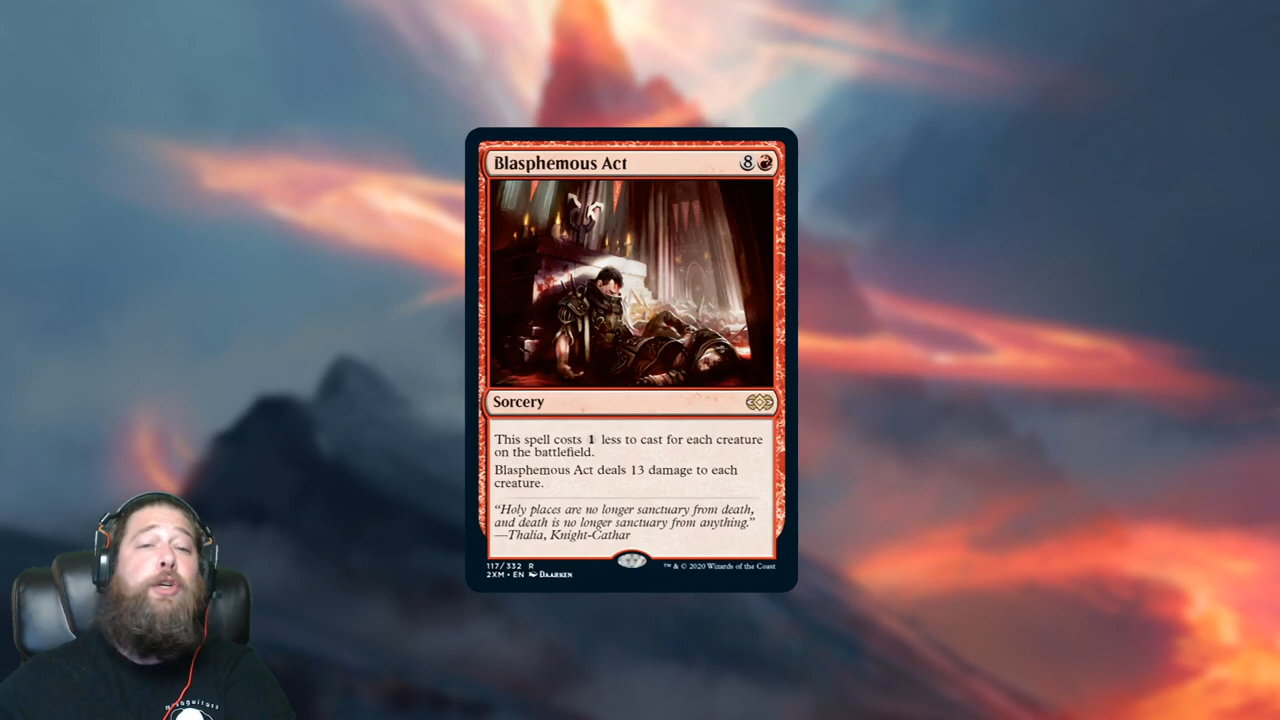 Blasphemous Act 8
Sorcery
This spell costs 1 less to cast for each creature
on the battlefield.
Blasphemous Act deals 13 damage to each
creature.
“Holy places are no longer sanctuary from death,
and death is no longer sanctuary from anything.”
—Thalia, Knight-Cathar
117/332 R
2XM • EN Daarken
™ & © 2020 Wizards of the Coast